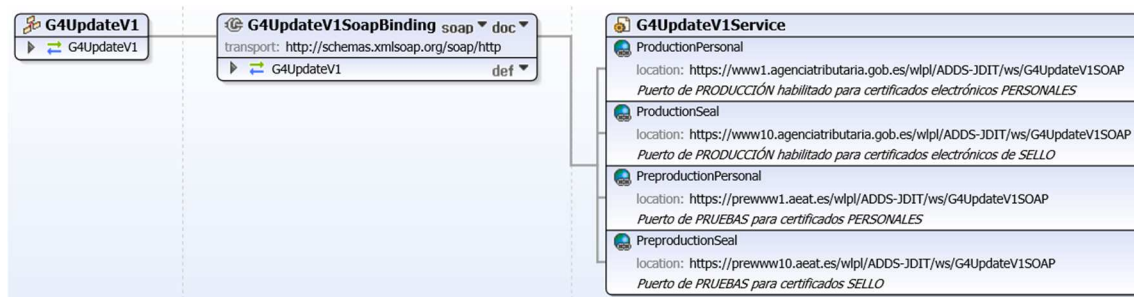 G4UpdateV1
G4UpdateV1
G4UpdateV1SoapBinding soap doc
transport: http://schemas.xmlsoap.org/soap/http
G4UpdateV1 def
G4UpdateV1Service
ProductionPersonal
location: https://www1.agenciatributaria.gob.es/wlpl/ADDS-JDIT/ws/G4UpdateV1SOAP
Puerto de PRODUCCIÓN habilitado para certificados electrónicos PERSONALES
ProductionSeal
location: https://www10.agenciatributaria.gob.es/wlpl/ADDS-JDIT/ws/G4UpdateV1SOAP
Puerto de PRODUCCIÓN habilitado para certificados electrónicos de SELLO
PreproductionPersonal
location: https://prewww1.aeat.es/wlpl/ADDS-JDIT/ws/G4UpdateV1SOAP
Puerto de PRUEBAS para certificados PERSONALES
PreproductionSeal
location: https://prewww10.aeat.es/wlpl/ADDS-JDIT/ws/G4UpdateV1SOAP
Puerto de PRUEBAS para certificados SELLO